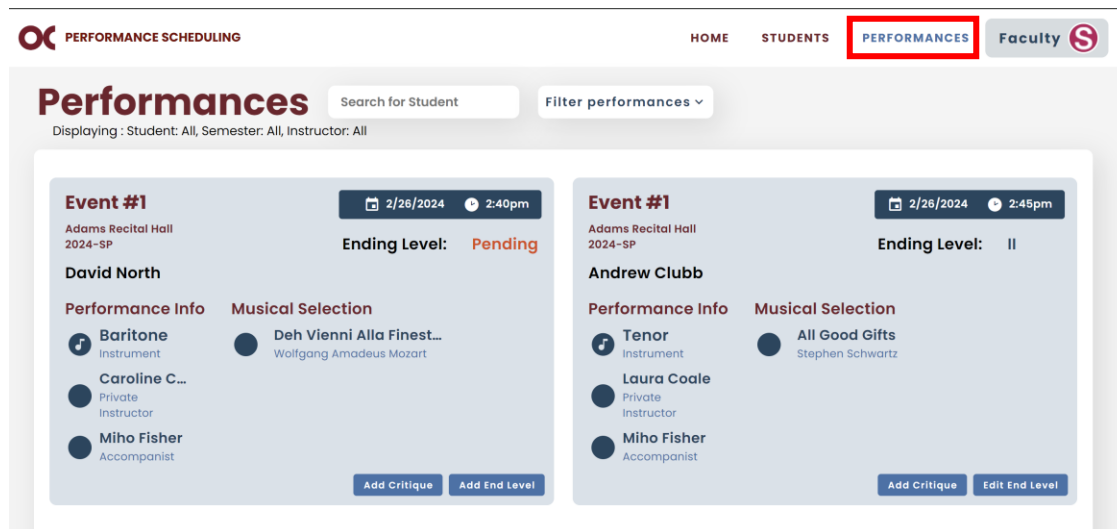 OC PERFORMANCE SCHEDULING
HOME STUDENTS PERFORMANCES Faculty S
Performances
Search for Student
Filter performances
Displaying : Student: All, Semester: All, Instructor: All
Event #1
2/26/2024 2:40pm
Adams Recital Hall
2024-SP
Ending Level: Pending
David North
Performance Info
Musical Selection
Baritone
Instrument
Deh Vienni Alla Finest...
Wolfgang Amadeus Mozart
Caroline C...
Private
Instructor
Miho Fisher
Accompanist
Add Critique
Add End Level
Event #1
2/26/2024 2:45pm
Adams Recital Hall
2024-SP
Ending Level: II
Andrew Clubb
Performance Info
Musical Selection
Tenor
Instrument
All Good Gifts
Stephen Schwartz
Laura Coale
Private
Instructor
Miho Fisher
Accompanist
Add Critique
Edit End Level